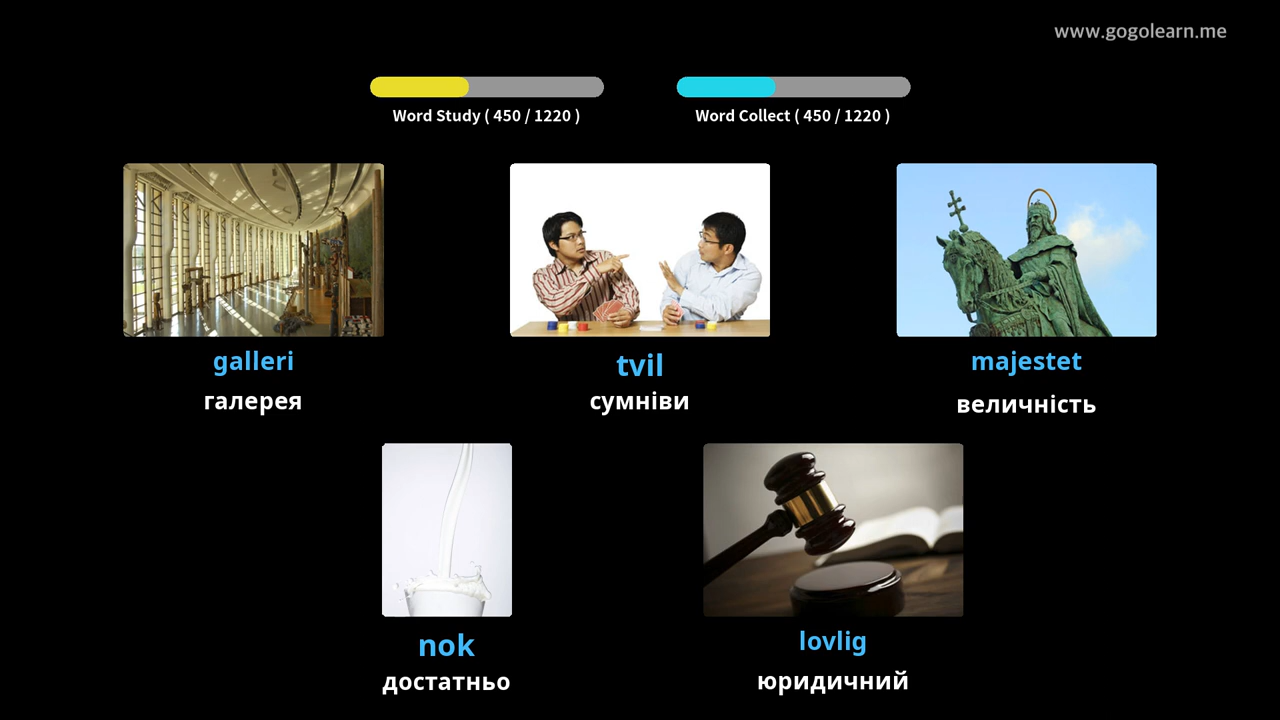 www.gogolearn.me
Word Study ( 450 / 1220 )
Word Collect ( 450 / 1220 )
galleri
галерея
tvil
сумніви
majestet
величність
nok
достатньо
lovlig
юридичний